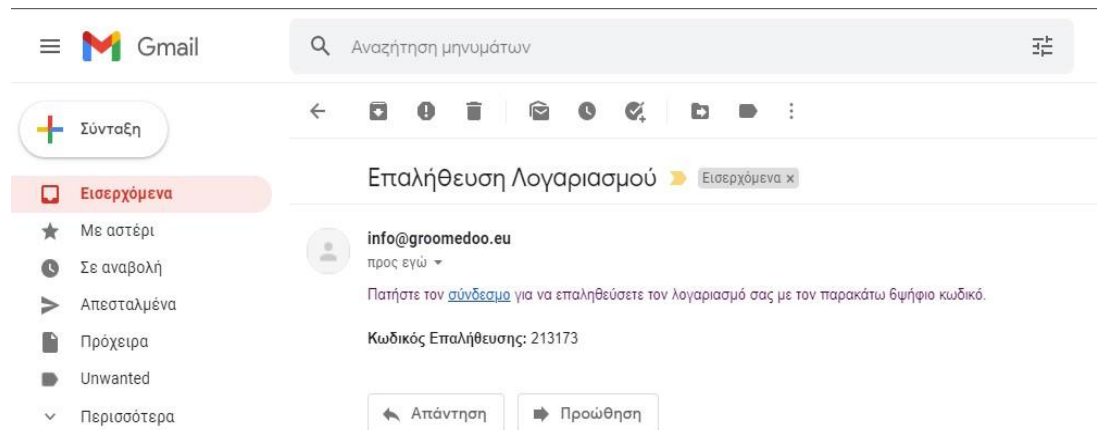 Gmail
Αναζήτηση μηνυμάτων
Σύνταξη
Εισερχόμενα
Με αστέρι
Σε αναβολή
Απεσταλμένα
Πρόχειρα
Unwanted
Περισσότερα
Επαλήθευση Λογαριασμού Εισερχόμενα x
info@groomedoo.eu
προς εγώ
Πατήστε τον σύνδεσμο για να επαληθεύσετε τον λογαριασμό σας με τον παρακάτω 6ψήφιο κωδικό.
Κωδικός Επαλήθευσης: 213173
Απάντηση Προώθηση